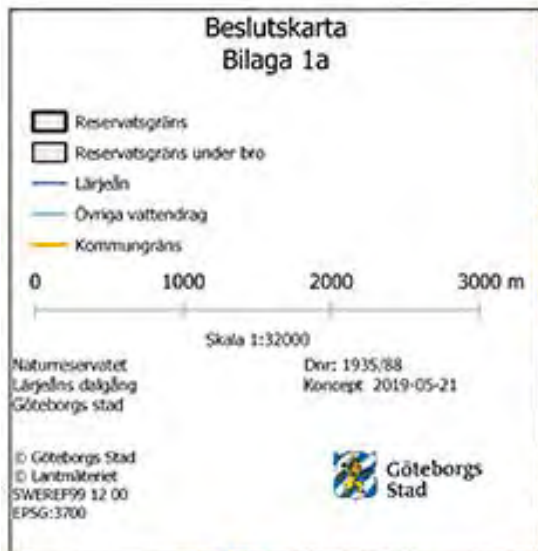 Beslutskarta
Bilaga 1a
Reservatsgräns
Reservatsgräns under bro
Lärjeån
Övriga vattendrag
Kommungräns
0 1000 2000 3000 m
Skala 1:32000
Naturreservatet
Lärjeåns dalgång
Göteborgs stad
Dnr: 1935/88
Koncept 2019-05-21
© Göteborgs Stad
© Lantmäteriet
SWEREF99 12 00
EPSG:3700
Göteborgs
Stad